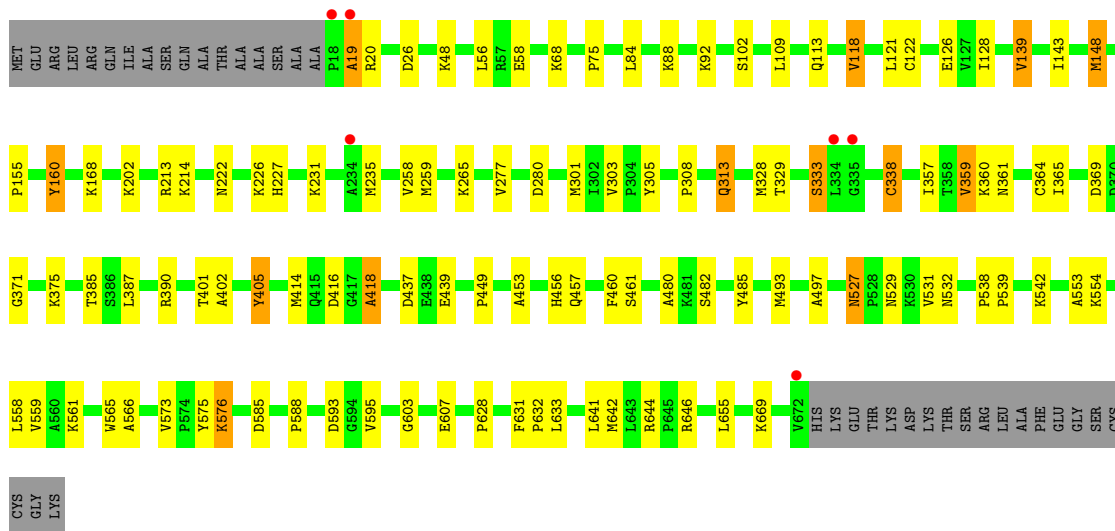 MET GLU ARG LEU ARG GLN ILE ALA SER GLN ALA THR ALA SER ALA ALA P18 A19 R20 D26 K48 L56 R57 E58 K68 P75 L84 K88 K92 S102 L109 Q113 V118 L121 C122 E126 V127 I128 V139 I143 M148
P155 Y160 K168 K202 R213 K214 N222 K226 H227 K231 A234 M235 V258 M259 K265 V277 D280 M301 I302 V303 P304 Y305 P308 Q313 M328 T329 S333 L334 G335 C338 I357 T358 V359 K360 N361 C364 I365 D369 D370
G371 K375 T385 S386 L387 R390 T401 A402 Y405 M414 Q415 D416 G417 A418 D437 E438 E439 P449 A453 H456 Q457 F460 S461 A480 K481 S482 Y485 M493 A497 N527 P528 N529 K530 V531 N532 P538 P539 K542 A553 K554
L558 V559 A560 K561 W565 A566 V573 P574 Y575 K576 D585 P588 D593 G594 V595 G603 E607 P628 F631 P632 L633 L641 M642 L643 R644 P645 R646 L655 K669 V672 HIS LYS GLU THR LYS ASP LYS THR SER ARG LEU ALA PHE GLU GLY SER CYS
CYS GLY LYS